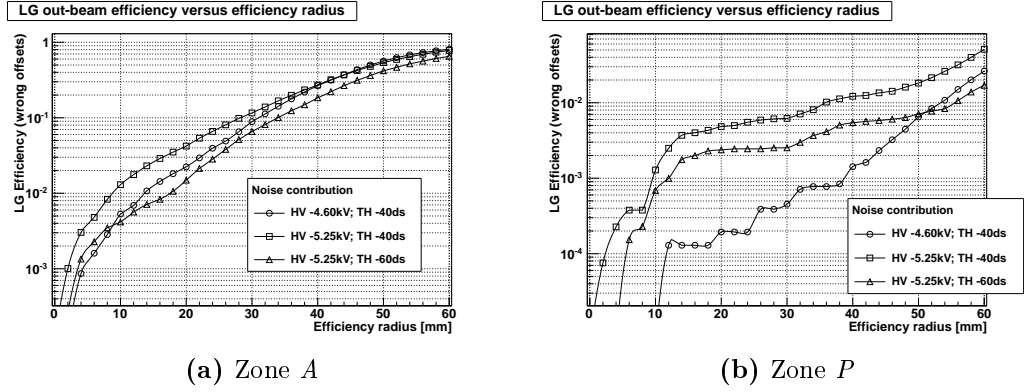 LG out-beam efficiency versus efficiency radius
LG Efficiency (wrong offsets)
1
10-1
10-2
10-3
0 10 20 30 40 50 60
Efficiency radius [mm]
Noise contribution
HV -4.60kV; TH -40ds
HV -5.25kV; TH -40ds
HV -5.25kV; TH -60ds
(a) Zone A
LG out-beam efficiency versus efficiency radius
LG Efficiency (wrong offsets)
10-2
10-3
10-4
0 10 20 30 40 50 60
Efficiency radius [mm]
Noise contribution
HV -4.60kV; TH -40ds
HV -5.25kV; TH -40ds
HV -5.25kV; TH -60ds
(b) Zone P